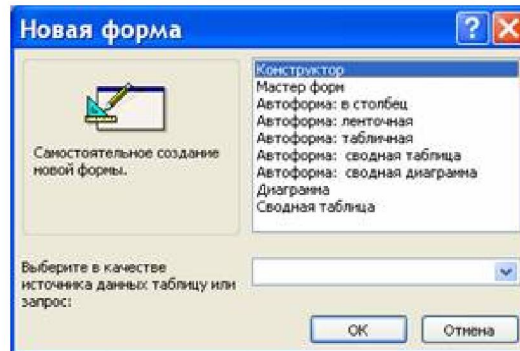 Новая форма
Самостоятельное создание
новой формы.
Конструктор
Мастер форм
Автоформа: в столбец
Автоформа: ленточная
Автоформа: табличная
Автоформа: сводная таблица
Автоформа: сводная диаграмма
Диаграмма
Сводная таблица
Выберите в качестве
источника данных таблицу или
запрос:
ОК
Отмена